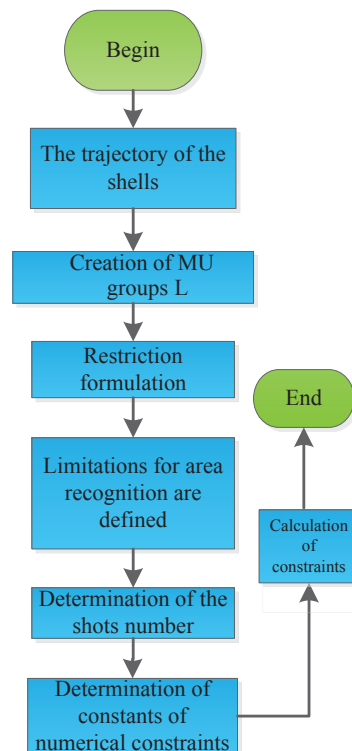 Begin
The trajectory of the
shells
Creation of MU
groups L
Restriction
formulation
Limitations for area
recognition are
defined
Determination of the
shots number
Determination of
constants of
numerical constraints
Calculation
of
constraints
End